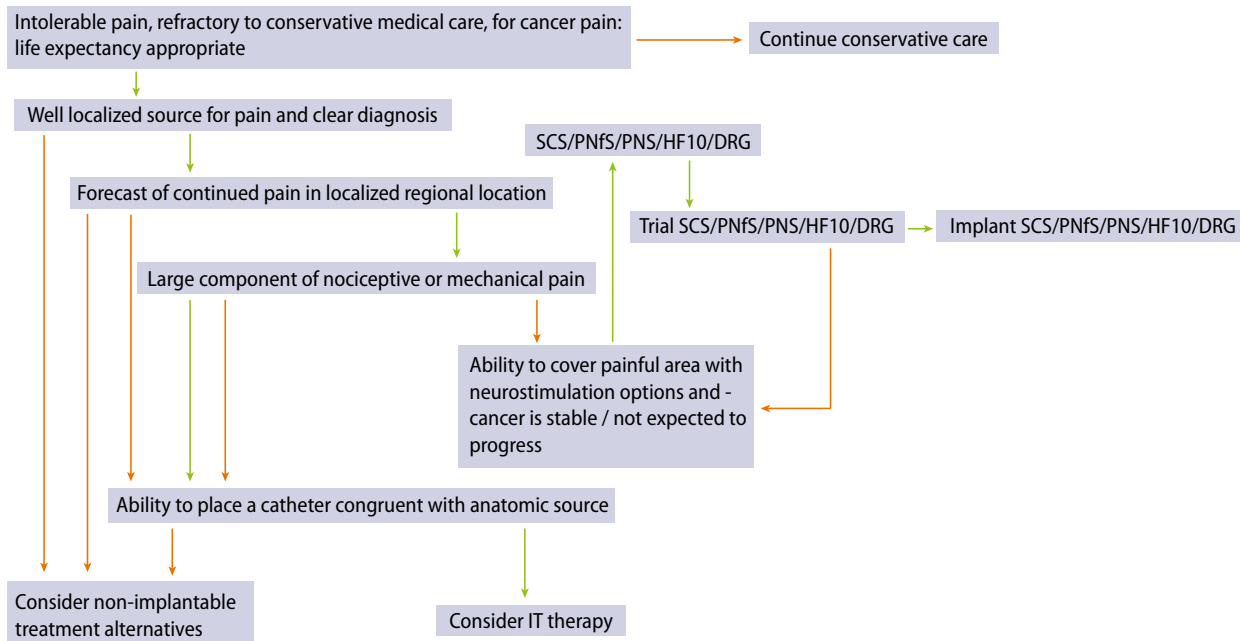 Intolerable pain, refractory to conservative medical care, for cancer pain:
life expectancy appropriate
Continue conservative care
Well localized source for pain and clear diagnosis
SCS/PNfS/PNS/HF10/DRG
Forecast of continued pain in localized regional location
Trial SCS/PNfS/PNS/HF10/DRG
Implant SCS/PNfS/PNS/HF10/DRG
Large component of nociceptive or mechanical pain
Ability to cover painful area with
neurostimulation options and -
cancer is stable / not expected to
progress
Ability to place a catheter congruent with anatomic source
Consider non-implantable
treatment alternatives
Consider IT therapy